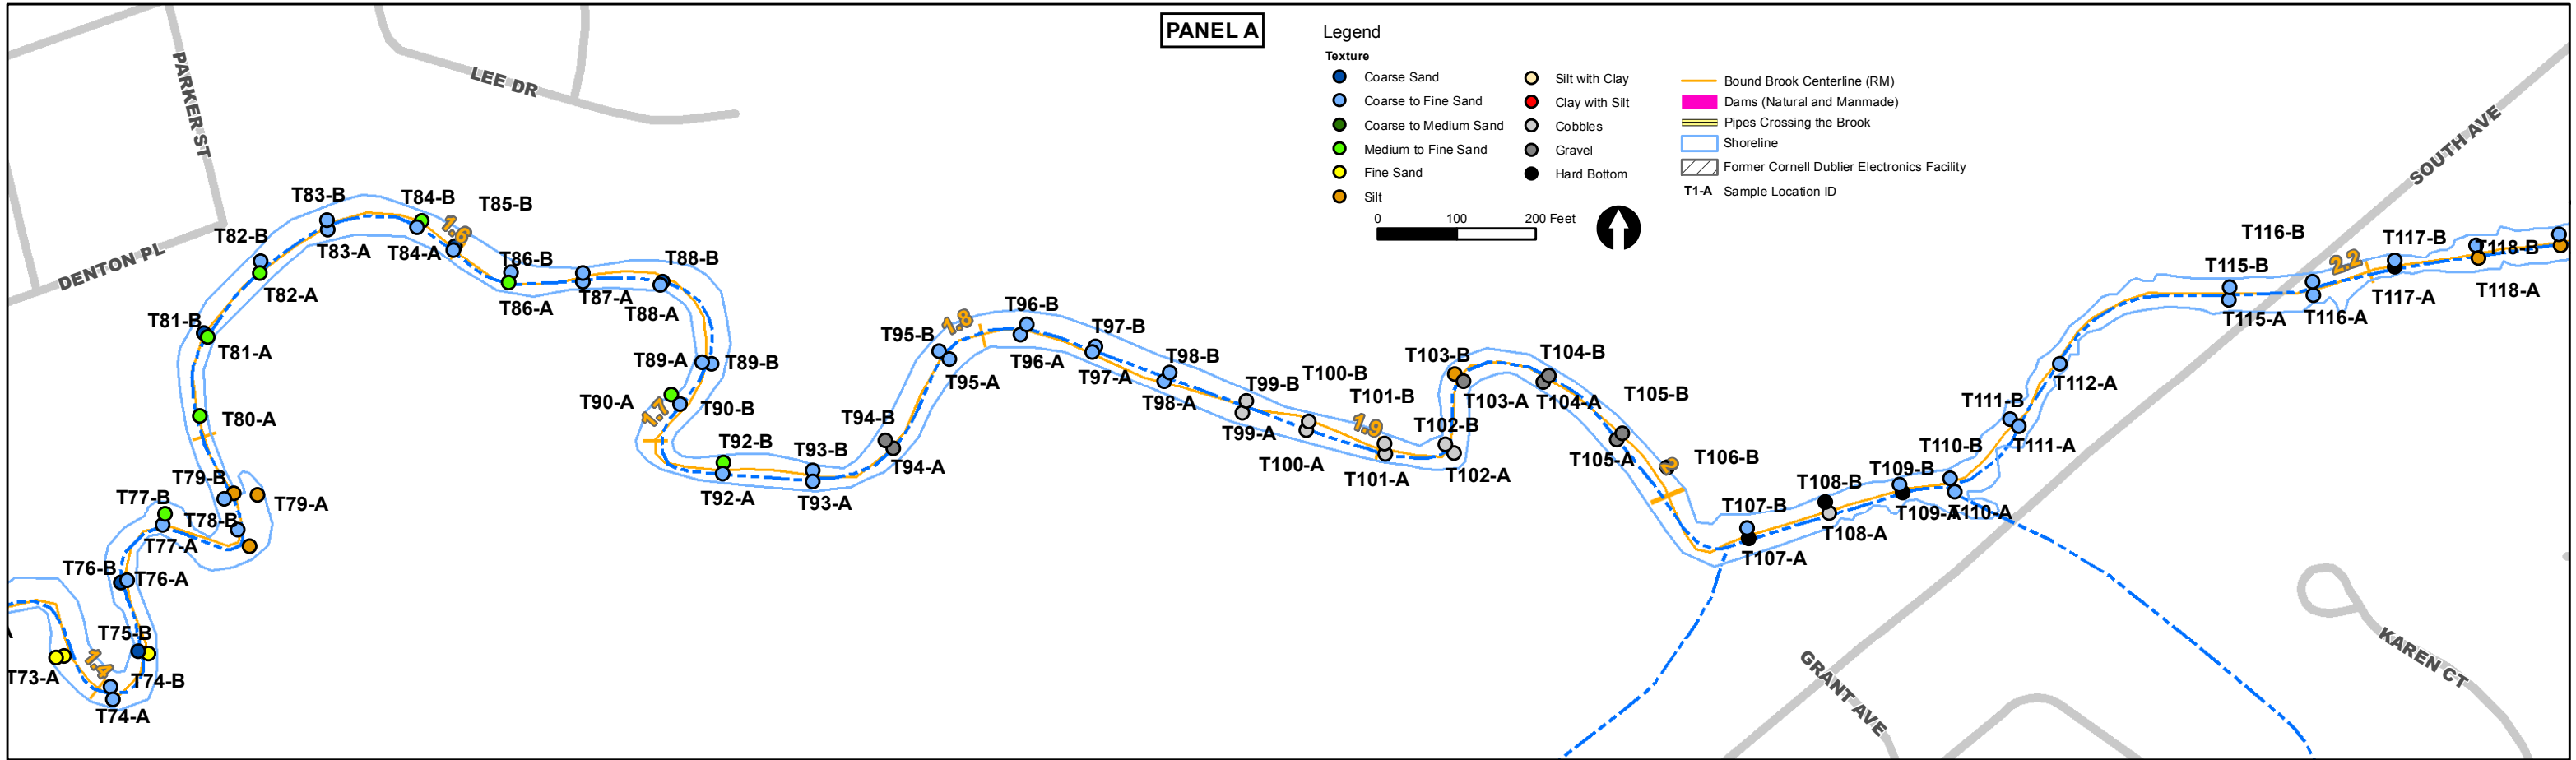 PANEL A
Legend
Texture
Coarse Sand
Coarse to Fine Sand
Coarse to Medium Sand
Medium to Fine Sand
Fine Sand
Silt
Silt with Clay
Clay with Silt
Cobbles
Gravel
Hard Bottom
Bound Brook Centerline (RM)
Dams (Natural and Manmade)
Pipes Crossing the Brook
Shoreline
Former Cornell Dublier Electronics Facility
T1-A Sample Location ID
0 100 200 Feet
PARKER ST
LEE DR
DENTON PL
SOUTH AVE
GRANT AVE
KAREN CT
T73-A
1.4
T74-A
T74-B
T75-B
T76-B
T76-A
T77-B
T77-A
T78-B
T79-B
T79-A
T80-A
T81-B
T81-A
T82-B
T82-A
T83-B
T83-A
T84-B
T84-A
1.6
T85-B
T86-B
T86-A
T87-A
T88-B
T88-A
T89-A
T89-B
T90-A
T90-B
1.7
T92-B
T92-A
T93-B
T93-A
T94-B
T94-A
T95-B
T95-A
1.8
T96-B
T96-A
T97-B
T97-A
T98-B
T98-A
T99-B
T99-A
T100-B
T100-A
T101-B
1.9
T101-A
T102-B
T102-A
T103-B
T103-A
T104-B
T104-A
T105-B
T105-A
2
T106-B
T107-B
T107-A
T108-B
T108-A
T109-B
T109-A
T110-B
T110-A
T111-B
T111-A
T112-A
T115-B
T115-A
T116-B
T116-A
2.2
T117-B
T117-A
T118-B
T118-A